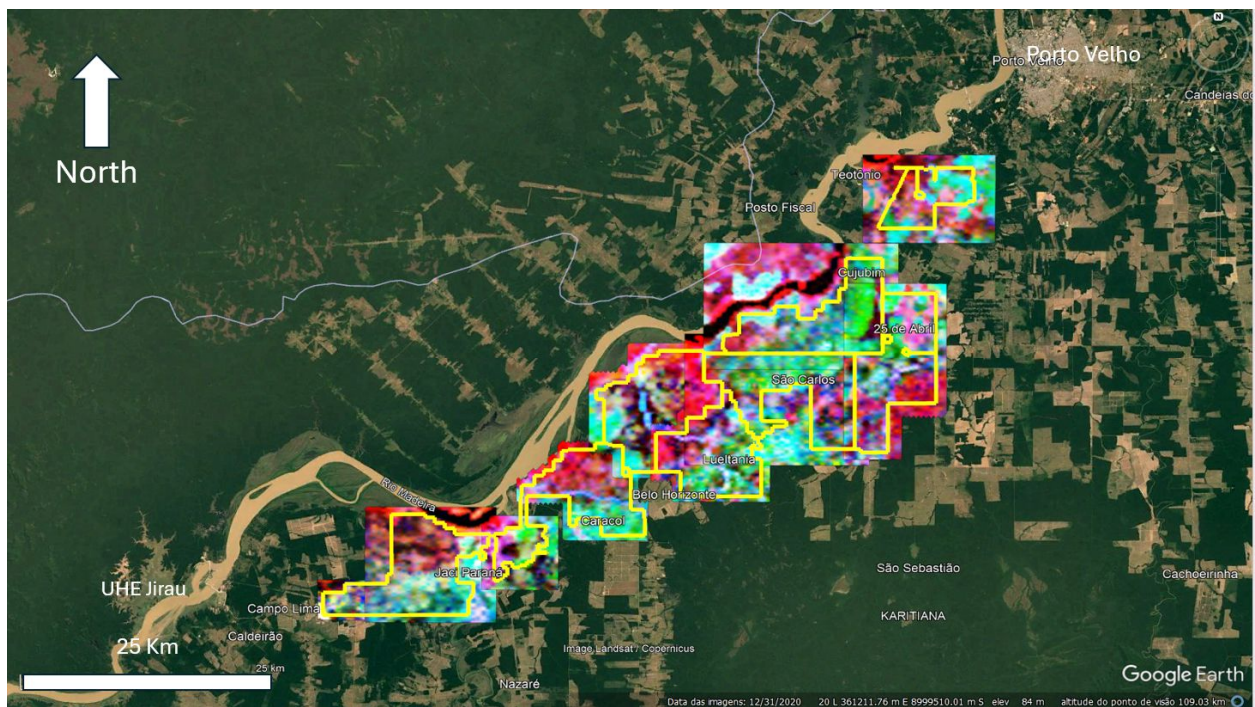 N
Porto Velho
Porto Velho
Candeias do
North
Teotônio
Posto Fiscal
Cujubim
25 de Abril
São Carlos
Lueltania
Rio Madeira
Belo Horizonte
Caracol
Jaci Paraná
São Sebastião
UHE Jirau
Cachoeirinha
Campo Lima
KARITIANA
Caldeirão
25 Km
Image Landsat / Copernicus
25 km
Nazaré
Google Earth
Data das imagens: 12/31/2020 20 L 361211.76 m E 8999510.01 m S elev 84 m altitude do ponto de visão 109.03 km